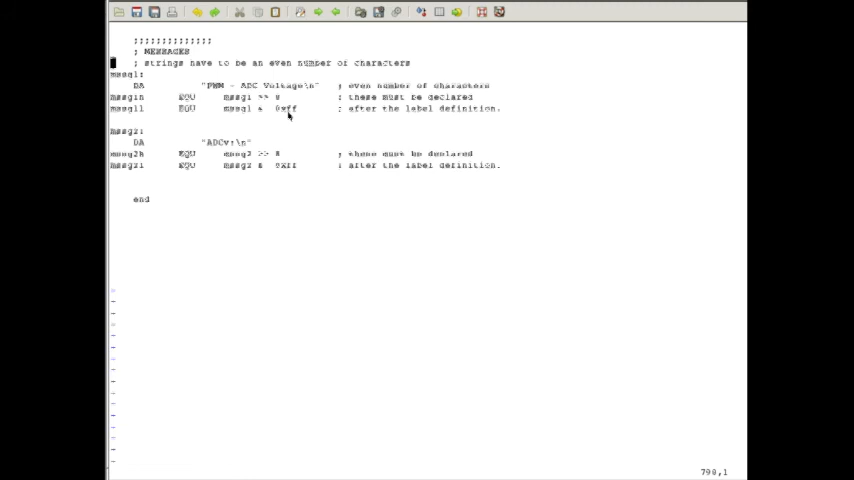 ;;;;;;;;;;;;;;
; MESSAGES
; strings have to be an even number of characters
mssg1:
DA "PWM - ADC Voltage\n" ; even number of characters
mssg1h EQU mssg1 >> 8 ; these must be declared
mssg1l EQU mssg1 & 0xff ; after the label definition.
mssg2:
DA "ADCv:\n"
mssg2h EQU mssg2 >> 8 ; these must be declared
mssg2l EQU mssg2 & 0xff ; after the label definition.
end
798,1